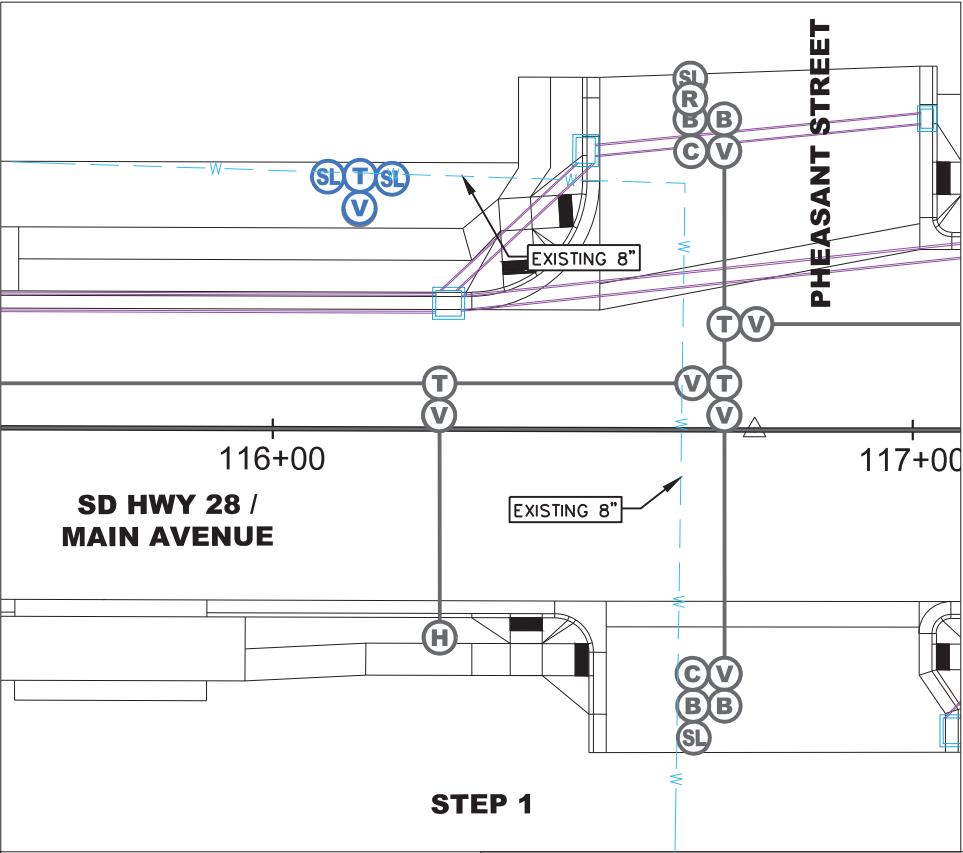 SL
R
B B
C V
PHEASANT STREET
W
SL T SL
V
W
EXISTING 8"
W
T V
T
V T
V
V
W
116+00
117+00
SD HWY 28 /
MAIN AVENUE
EXISTING 8"
W
H
C V
B B
SL
W
STEP 1